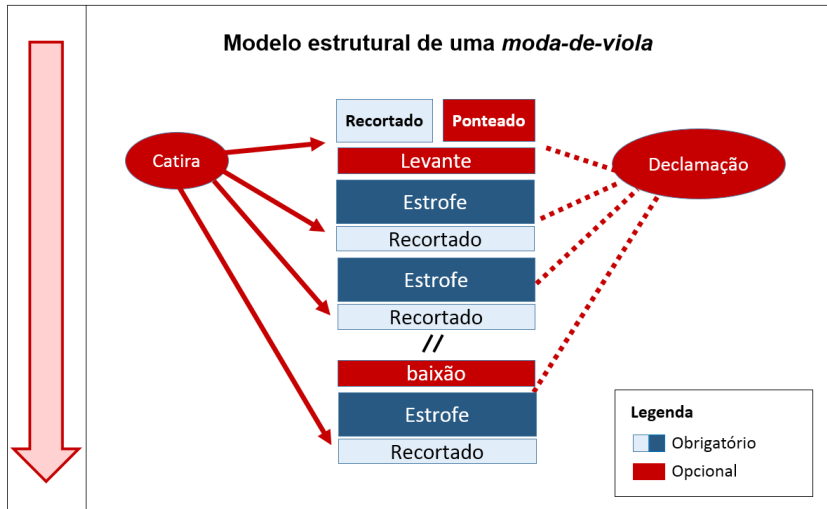 Modelo estrutural de uma moda-de-viola
Recortado
Ponteado
Catira
Declamação
Levante
Estrofe
Recortado
Estrofe
Recortado
//
baixão
Estrofe
Recortado
Legenda
Obrigatório
Opcional